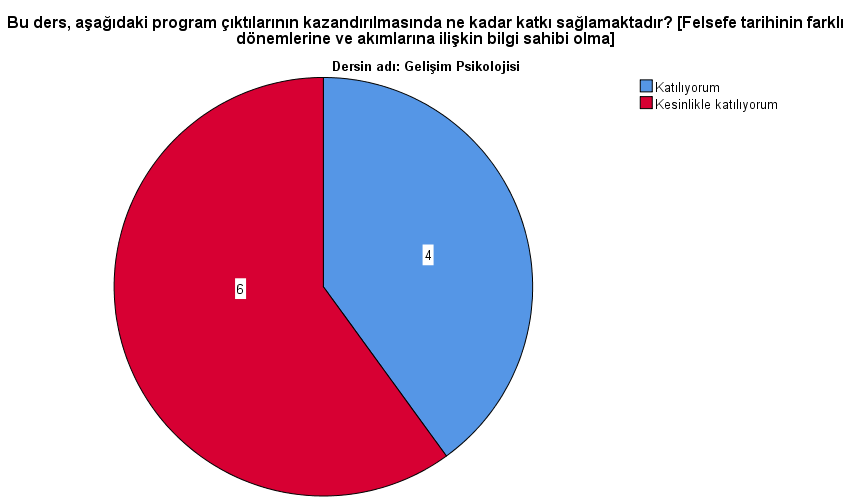 Bu ders, aşağıdaki program çıktılarının kazandırılmasında ne kadar katkı sağlamaktadır? [Felsefe tarihinin farklı
dönemlerine ve akımlarına ilişkin bilgi sahibi olma]
Dersin adı: Gelişim Psikolojisi
Katılıyorum
Kesinlikle katılıyorum
4
6